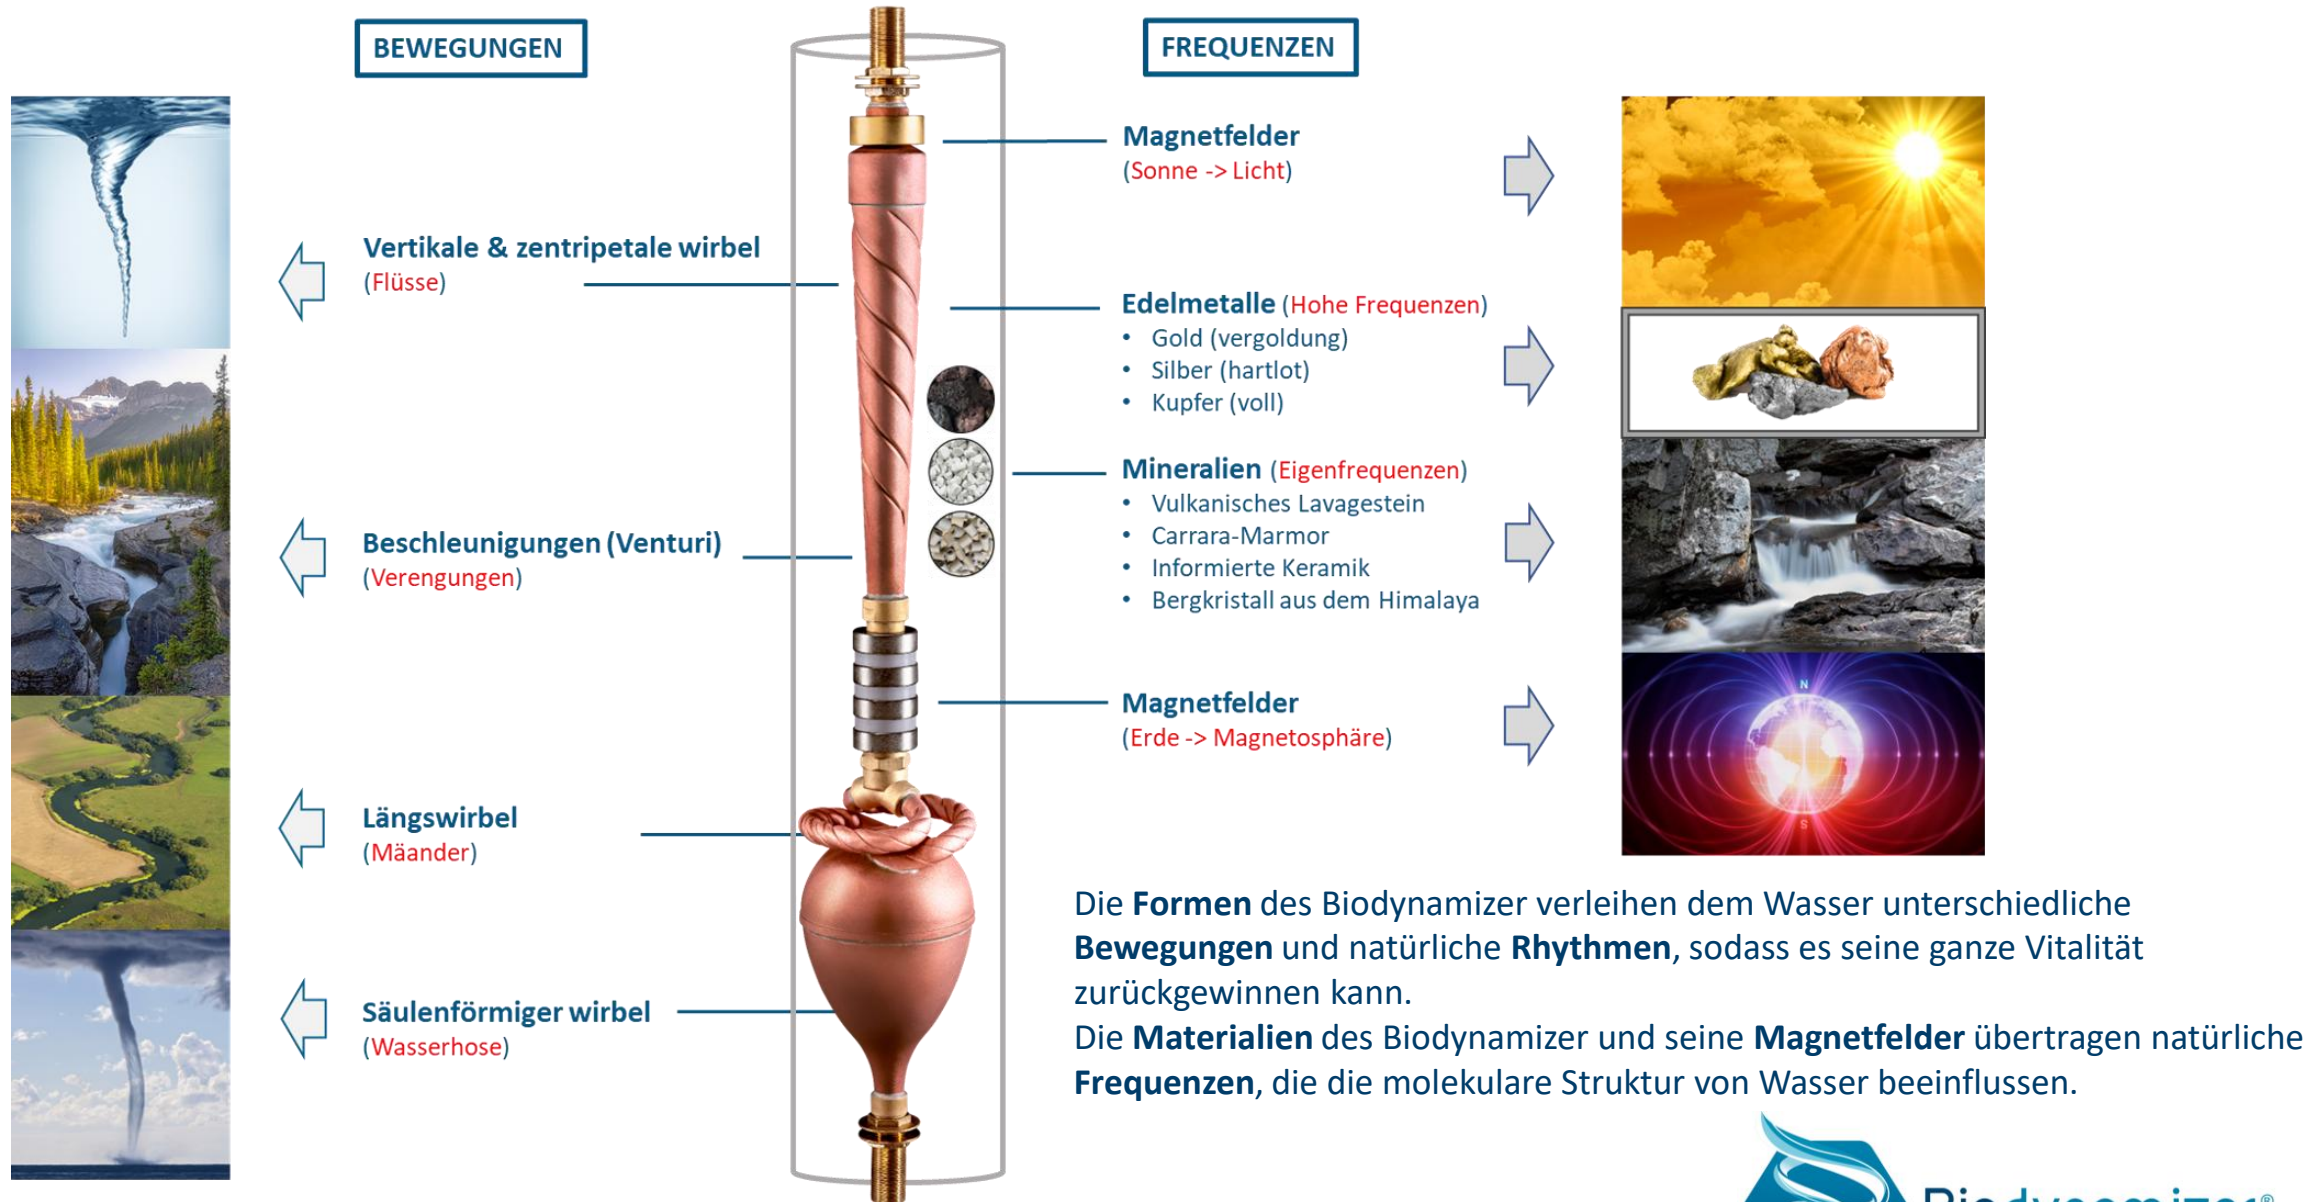 BEWEGUNGEN
Vertikale & zentripetale wirbel
(Flüsse)
Beschleunigungen (Venturi)
(Verengungen)
Längswirbel
(Mäander)
Säulenförmiger wirbel
(Wasserhose)
FREQUENZEN
Magnetfelder
(Sonne -> Licht)
Edelmetalle (Hohe Frequenzen)
• Gold (vergoldung)
• Silber (hartlot)
• Kupfer (voll)
Mineralien (Eigenfrequenzen)
• Vulkanisches Lavagestein
• Carrara-Marmor
• Informierte Keramik
• Bergkristall aus dem Himalaya
Magnetfelder
(Erde -> Magnetosphäre)
N
S
Die Formen des Biodynamizer verleihen dem Wasser unterschiedliche
Bewegungen und natürliche Rhythmen, sodass es seine ganze Vitalität
zurückgewinnen kann.
Die Materialien des Biodynamizer und seine Magnetfelder übertragen natürliche
Frequenzen, die die molekulare Struktur von Wasser beeinflussen.
Biodynamizer®